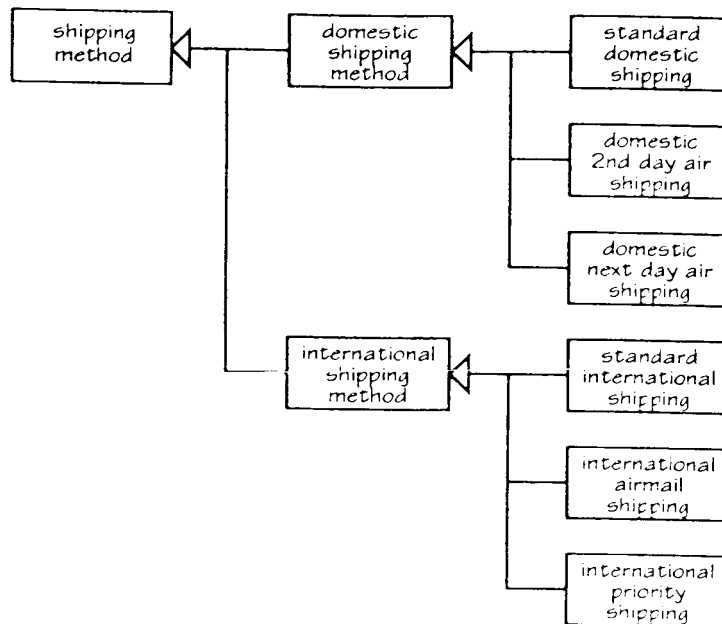 shipping
method
domestic
shipping
method
standard
domestic
shipping
domestic
2nd day air
shipping
domestic
next day air
shipping
international
shipping
method
standard
international
shipping
international
airmail
shipping
international
priority
shipping